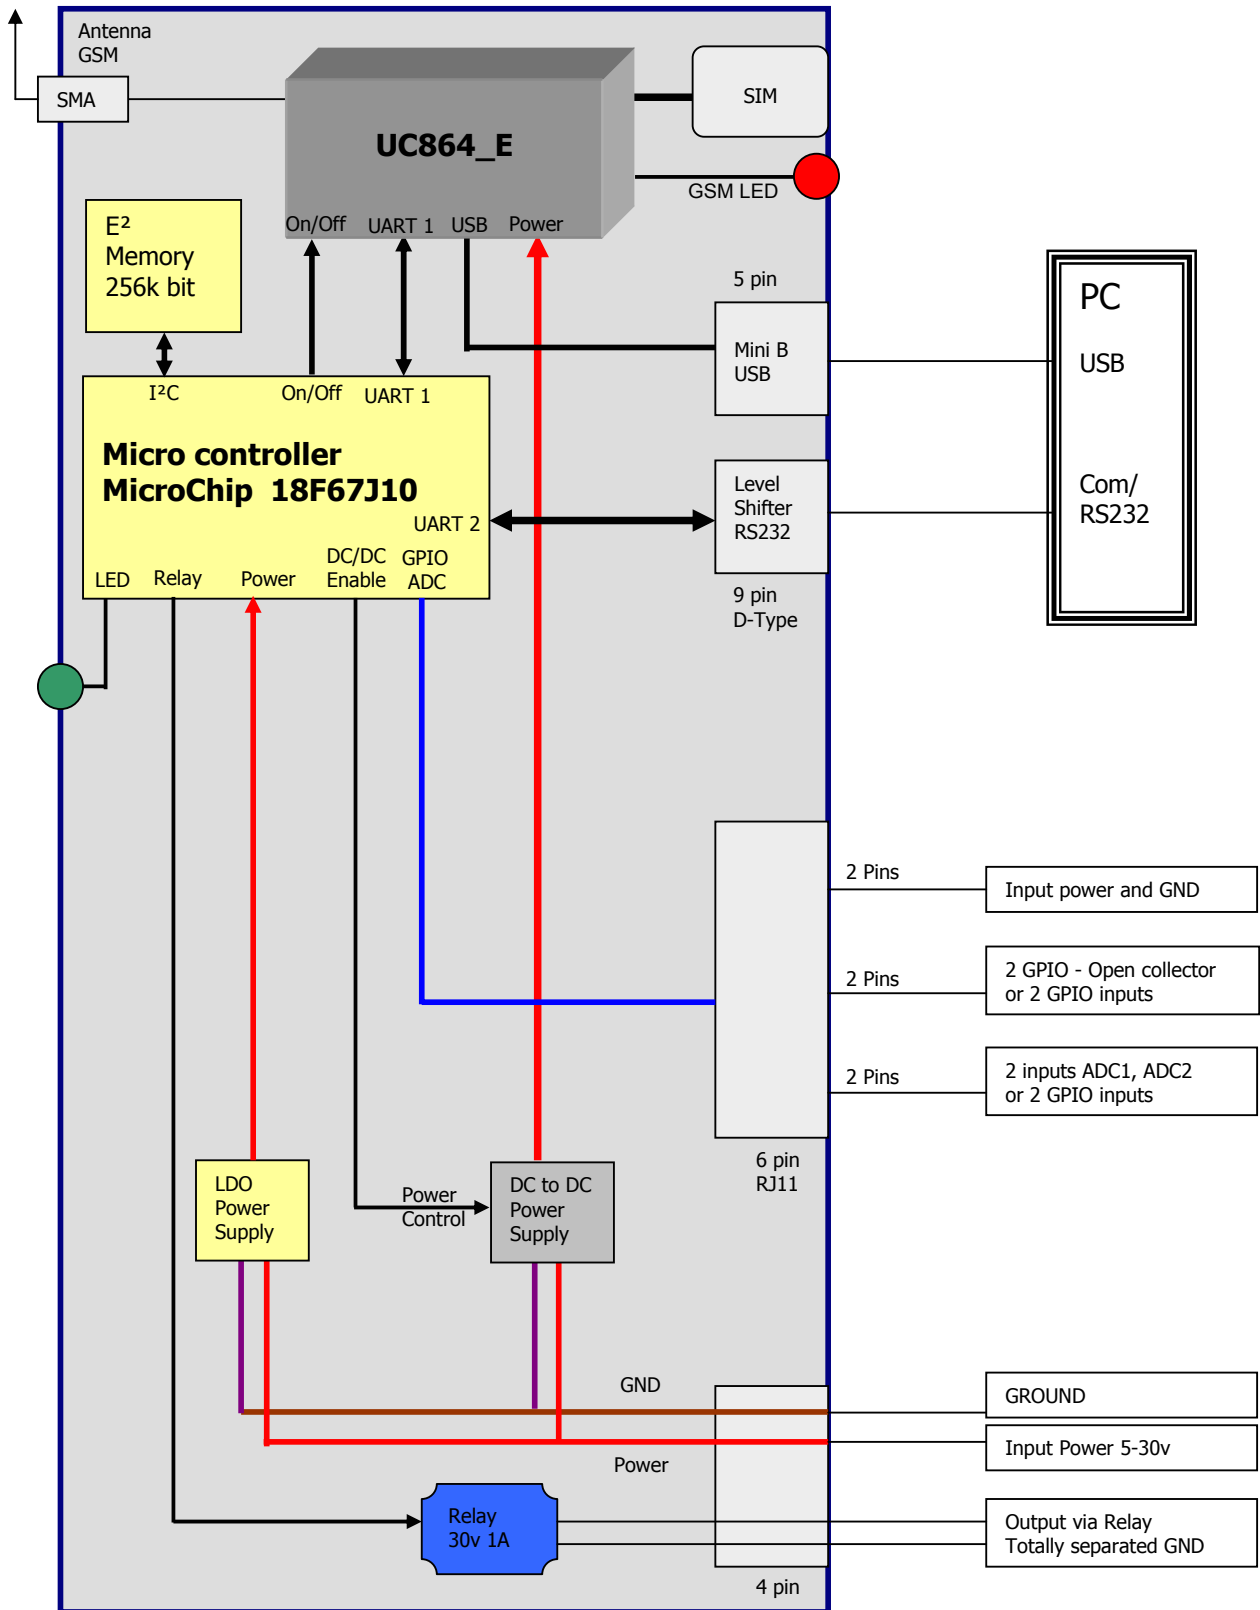 Antenna
GSM
SMA
UC864_E
SIM
GSM LED
On/Off
UART 1
USB
Power
E²
Memory
256k bit
5 pin
Mini B
USB
PC
USB
Com/
RS232
I²C
On/Off
UART 1
Micro controller
MicroChip 18F67J10
UART 2
Level
Shifter
RS232
LED
Relay
Power
DC/DC
Enable
GPIO
ADC
9 pin
D-Type
2 Pins
Input power and GND
2 Pins
2 GPIO - Open collector
or 2 GPIO inputs
2 Pins
2 inputs ADC1, ADC2
or 2 GPIO inputs
6 pin
RJ11
LDO
Power
Supply
Power
Control
DC to DC
Power
Supply
GND
GROUND
Power
Input Power 5-30v
Relay
30v 1A
Output via Relay
Totally separated GND
4 pin